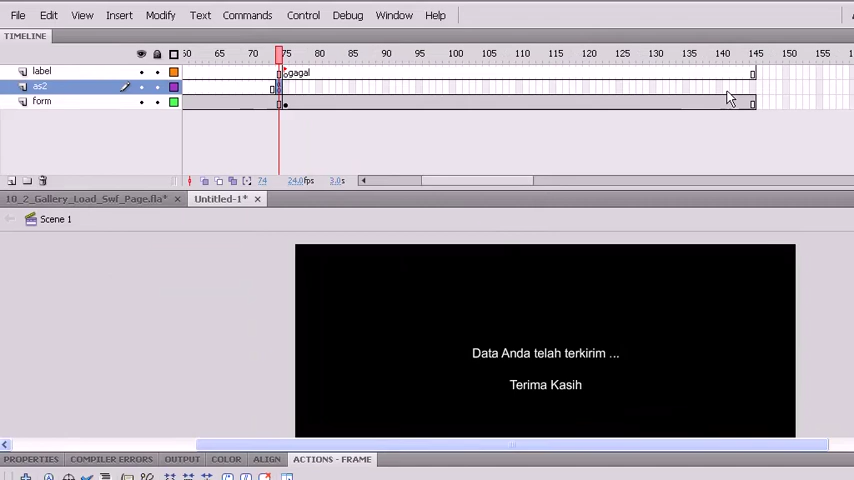 File Edit View Insert Modify Text Commands Control Debug Window Help
TIMELINE
60 65 70 75 80 85 90 95 100 105 110 115 120 125 130 135 140 145 150 155
label gagal
as2
form
74 24.0fps 3.0s
10_2_Gallery_Load_Swf_Page.fla* Untitled-1*
Scene 1
Data Anda telah terkirim ...
Terima Kasih
PROPERTIES COMPILER ERRORS OUTPUT COLOR ALIGN ACTIONS - FRAME